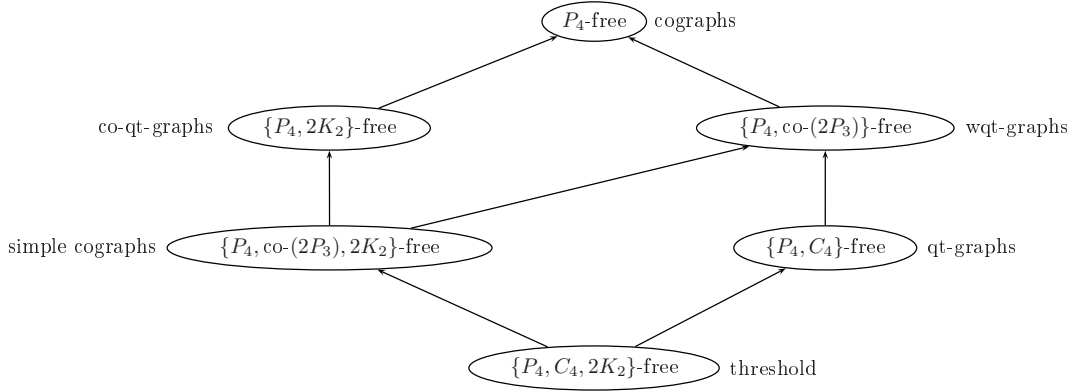 P₄-free cographs
co-qt-graphs {P₄, 2K₂}-free {P₄, co-(2P₃)}-free wqt-graphs
simple cographs {P₄, co-(2P₃), 2K₂}-free {P₄, C₄}-free qt-graphs
{P₄, C₄, 2K₂}-free threshold